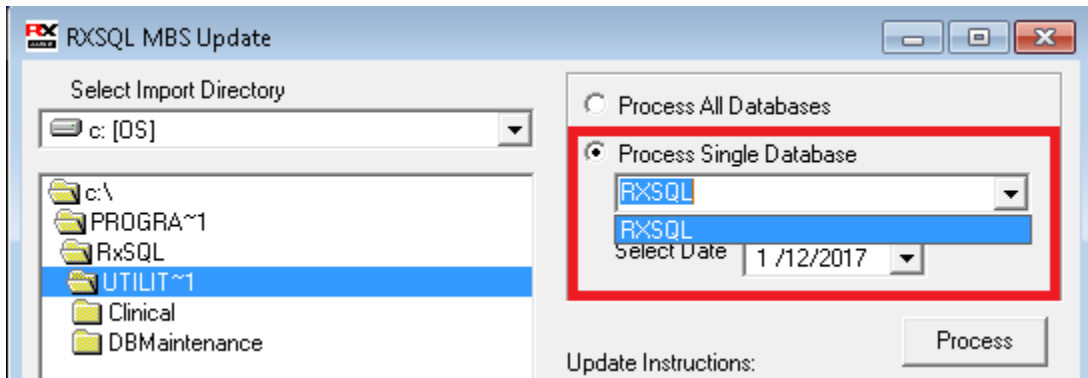 RX RXSQL MBS Update
Select Import Directory
c: [OS]
c:\
PROGRA~1
RxSQL
UTILIT~1
Clinical
DBMaintenance
Process All Databases
Process Single Database
RXSQL
RXSQL
Select Date 1 /12/2017
Process
Update Instructions: